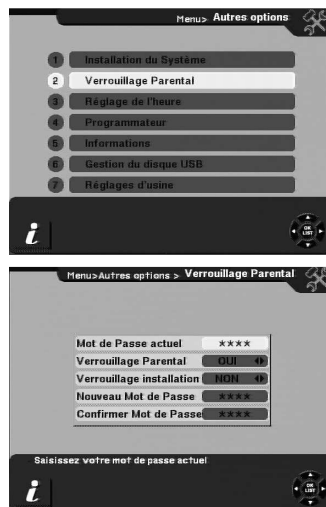 Menu> Autres options
1 Installation du Système
2 Verrouillage Parental
3 Réglage de l'heure
4 Programmateur
5 Informations
6 Gestion du disque USB
7 Réglages d'usine
i
OK
LIST
Menu>Autres options > Verrouillage Parental
Mot de Passe actuel ****
Verrouillage Parental OUI
Verrouillage installation NON
Nouveau Mot de Passe ****
Confirmer Mot de Passe ****
Saisissez votre mot de passe actuel
i
OK
LIST